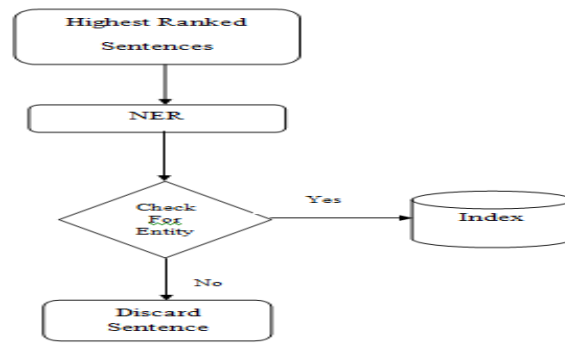 Highest Ranked
Sentences
NER
Check
For
Entity
Yes
Index
No
Discard
Sentence